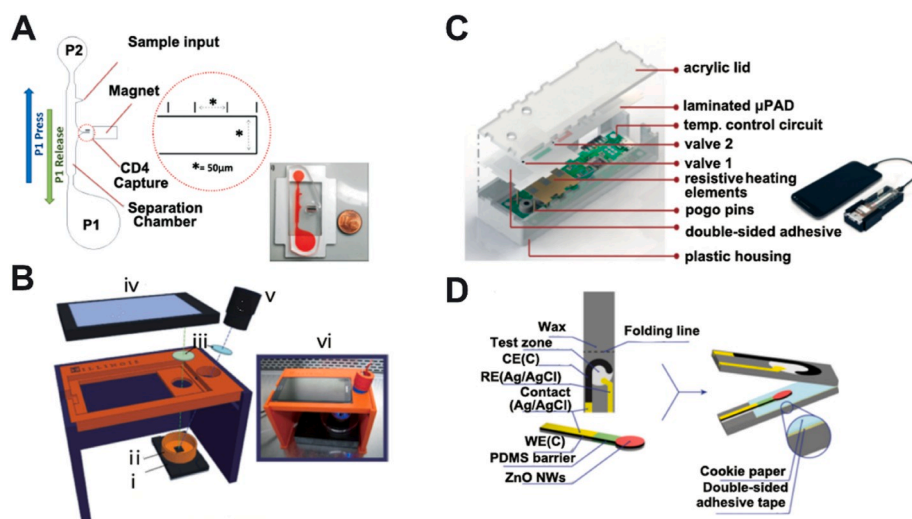 A
P2
Sample input
Magnet
P1 Press
P1 Release
CD4
Capture
Separation
Chamber
P1
*
*
*= 50µm
C
acrylic lid
laminated µPAD
temp. control circuit
valve 2
valve 1
resistive heating
elements
pogo pins
double-sided adhesive
plastic housing
B
iv
v
iii
vi
ILLINOIS
ii
i
D
Wax
Test zone
Folding line
CE(C)
RE(Ag/AgCl)
Contact
(Ag/AgCl)
WE(C)
PDMS barrier
ZnO NWs
Cookie paper
Double-sided
adhesive tape